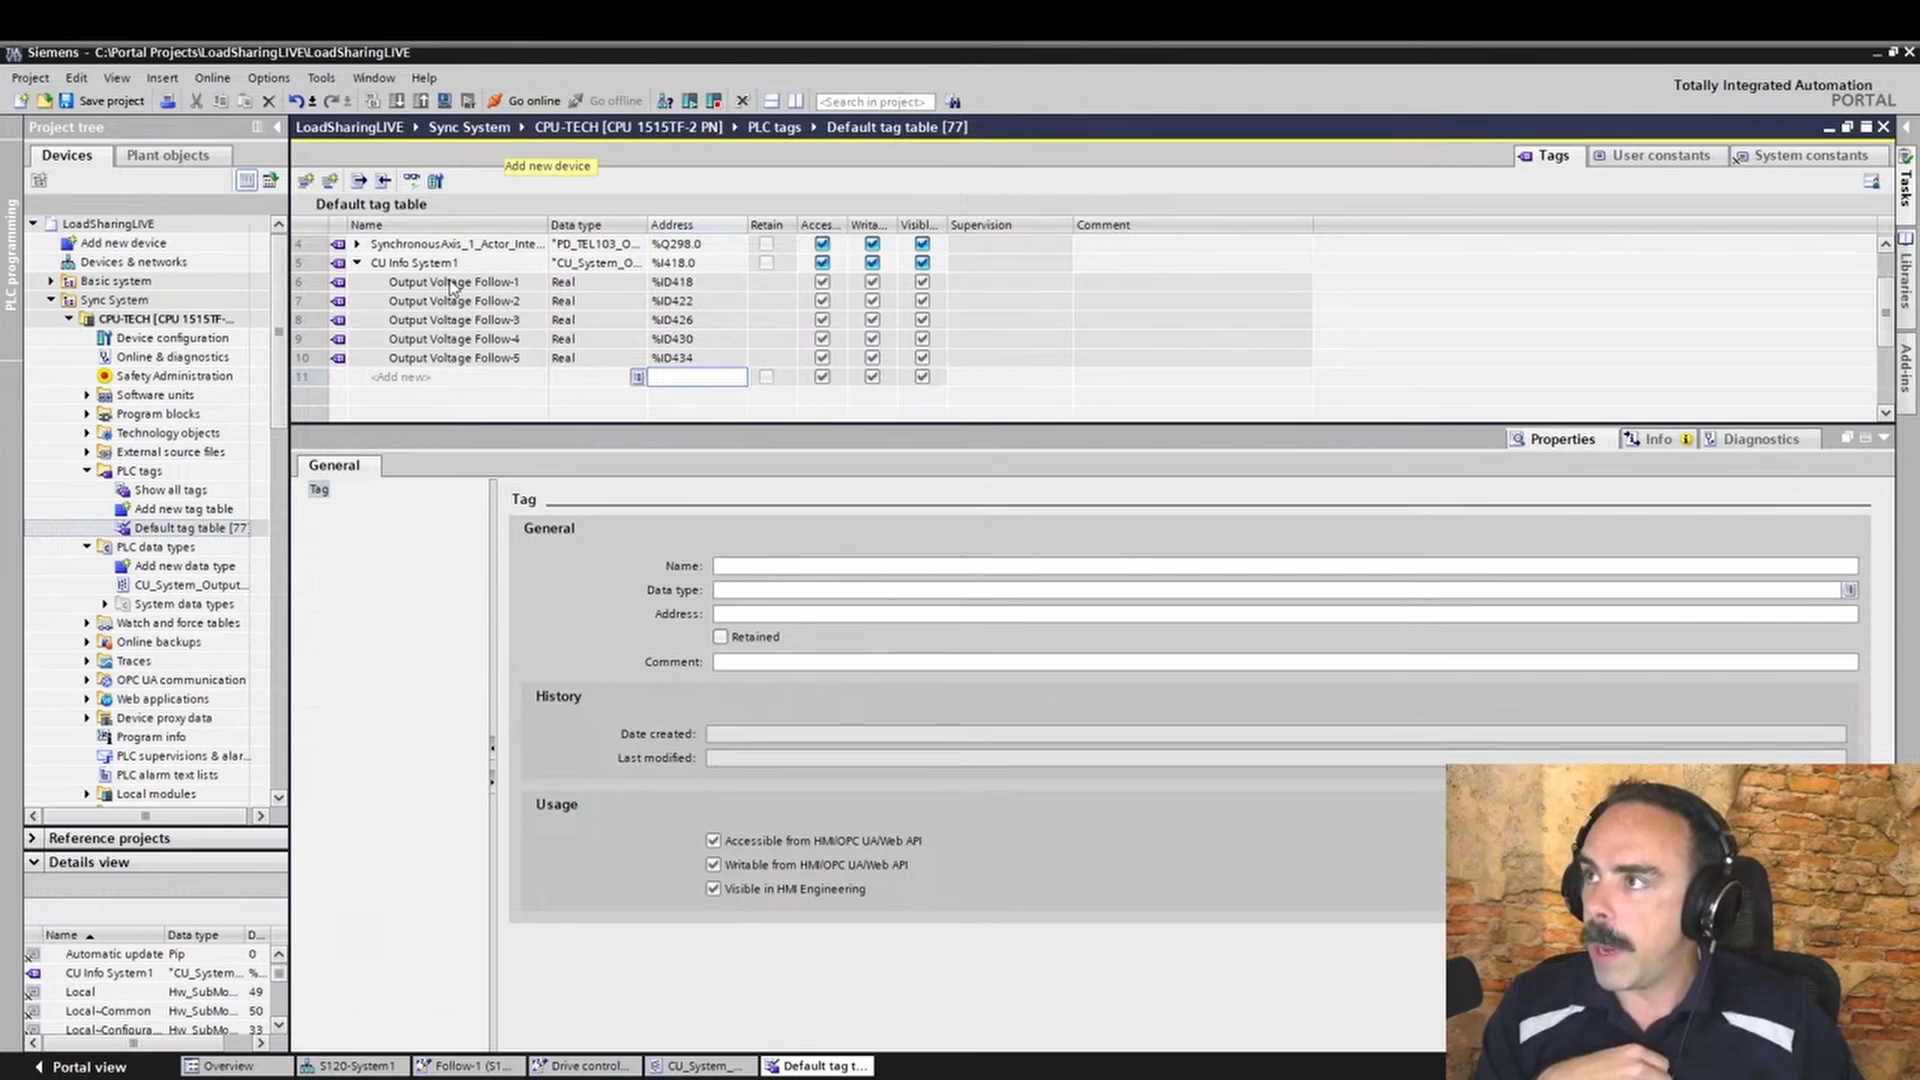 Siemens - C:\Portal Projects\LoadSharingLIVE\LoadSharingLIVE
Project Edit View Insert Online Options Tools Window Help
Totally Integrated Automation
PORTAL
Save project Go online Go offline <Search in project>
Project tree
LoadSharingLIVE Sync System CPU-TECH [CPU 1515TF-2 PN] PLC tags Default tag table [77]
Devices Plant objects
Add new device
Tags User constants System constants
Default tag table
Name Data type Address Retain Acces... Writa... Visibl... Supervision Comment
4 SynchronousAxis_1_Actor_Inte... "PD_TEL103_O... %Q298.0
5 CU Info System1 "CU_System_O... %I418.0
6 Output Voltage Follow-1 Real %ID418
7 Output Voltage Follow-2 Real %ID422
8 Output Voltage Follow-3 Real %ID426
9 Output Voltage Follow-4 Real %ID430
10 Output Voltage Follow-5 Real %ID434
11 <Add new>
PLC programming
LoadSharingLIVE
Add new device
Devices & networks
Basic system
Sync System
CPU-TECH [CPU 1515TF-...
Device configuration
Online & diagnostics
Safety Administration
Software units
Program blocks
Technology objects
External source files
PLC tags
Show all tags
Add new tag table
Default tag table [77]
PLC data types
Add new data type
CU_System_Output...
System data types
Watch and force tables
Online backups
Traces
OPC UA communication
Web applications
Device proxy data
Program info
PLC supervisions & alar...
PLC alarm text lists
Local modules
Reference projects
Details view
Name Data type D...
Automatic update Pip 0
CU Info System1 "CU_System... %...
Local Hw_SubMo... 49
Local~Common Hw_SubMo... 50
Local~Configura... Hw_SubMo... 33
Properties Info Diagnostics
General
Tag
Tag
General
Name:
Data type:
Address:
Retained
Comment:
History
Date created:
Last modified:
Usage
Accessible from HMI/OPC UA/Web API
Writable from HMI/OPC UA/Web API
Visible in HMI Engineering
Tasks
Libraries
Add-ins
Portal view Overview S120-System1 Follow-1 (S1... Drive control... CU_System_... Default tag t...